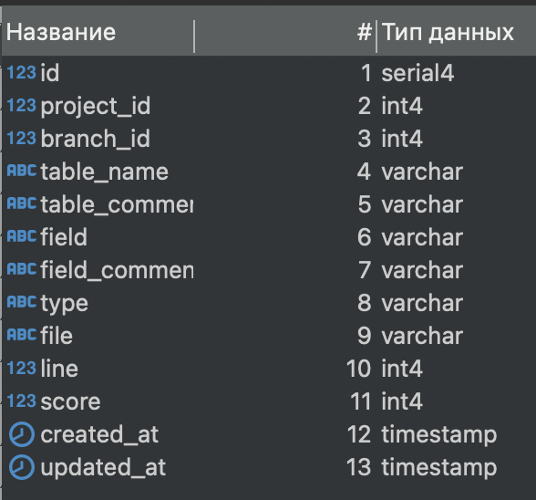 Название # Тип данных
123 id 1 serial4
123 project_id 2 int4
123 branch_id 3 int4
ABC table_name 4 varchar
ABC table_commen 5 varchar
ABC field 6 varchar
ABC field_commen 7 varchar
ABC type 8 varchar
ABC file 9 varchar
123 line 10 int4
123 score 11 int4
created_at 12 timestamp
updated_at 13 timestamp